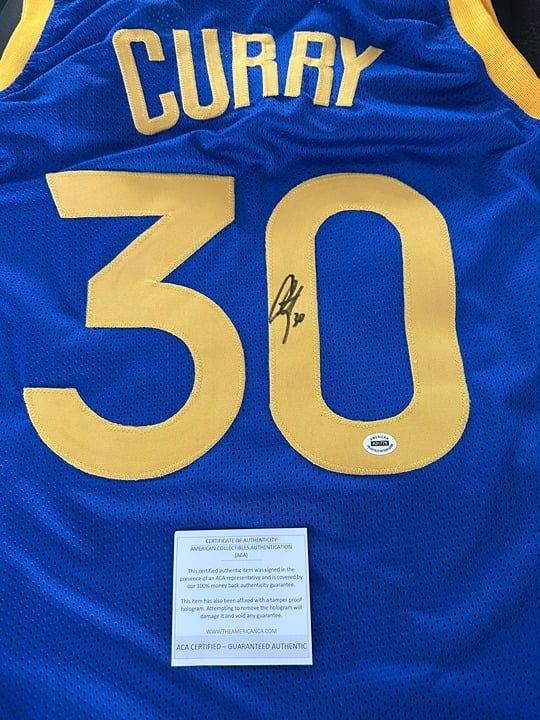 CURRY
30
30
AMERICAN
CERTIFICATE OF AUTHENTICITY
AMERICAN COLLECTIBLES AUTHENTICATION
(ACA)
This certified authentic item was signed in the
presence of an ACA representative and is covered by
our 100% money back authenticity guarantee.
This item has also been affixed with a tamper proof
hologram. Attempting to remove the hologram will
damage it and void any guarantee.
WWW.THEAMERICANCA.COM
ACA CERTIFIED – GUARANTEED AUTHENTIC